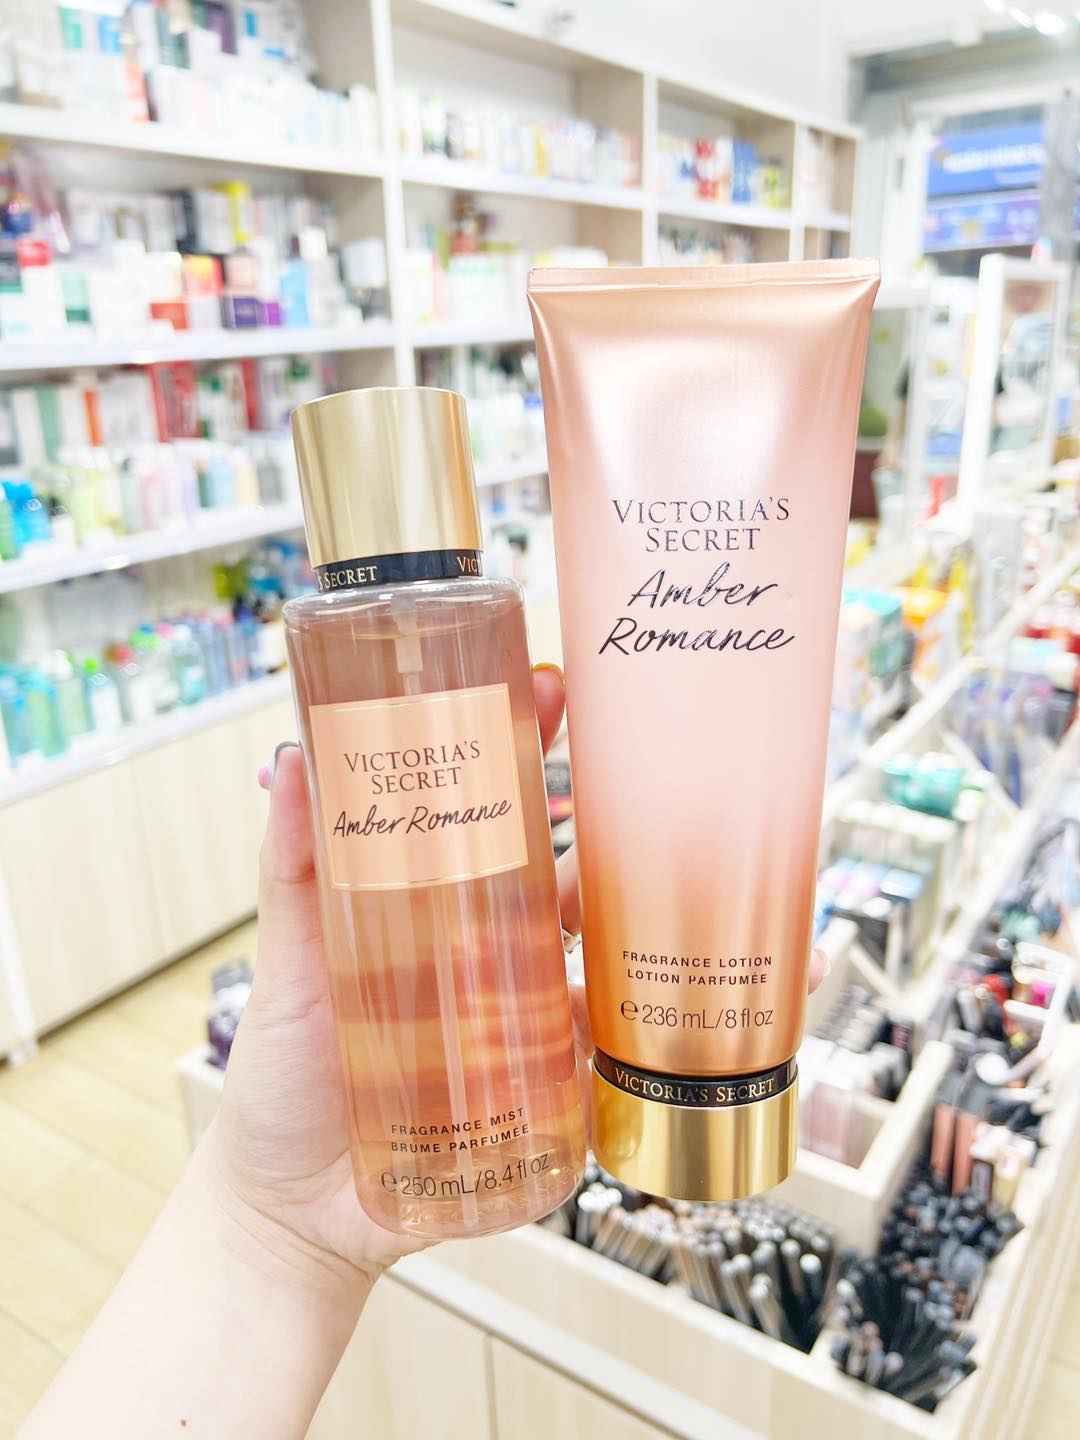 S SECRET
VIC
VICTORIA'S
SECRET
Amber Romance
FRAGRANCE MIST
BRUME PARFUMÉE
℮ 250 mL/8.4 fl oz
VICTORIA'S
SECRET
Amber
Romance
FRAGRANCE LOTION
LOTION PARFUMÉE
℮ 236 mL/8 fl oz
VICTORIA'S SECRET